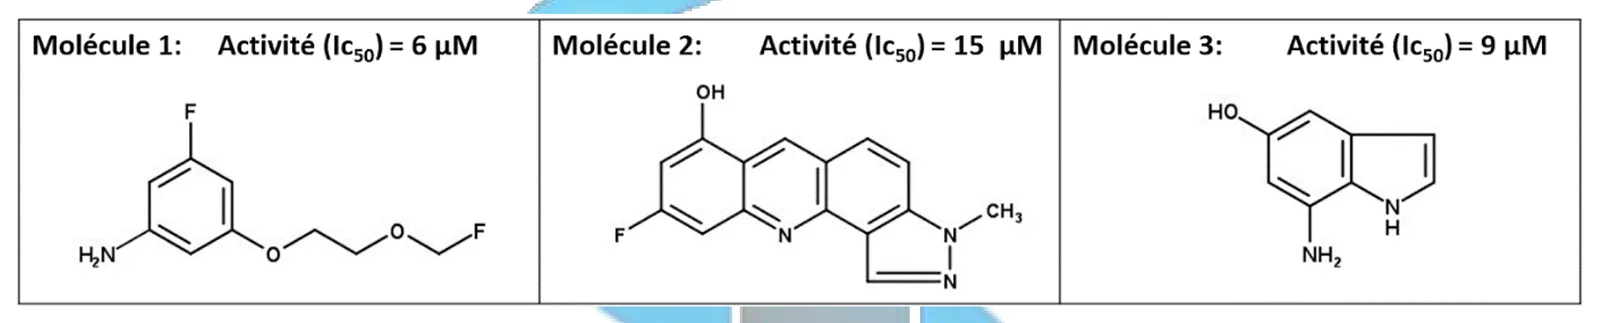 Molécule 1: Activité (Ic50) = 6 µM
F
H2N
O
O
F
Molécule 2: Activité (Ic50) = 15 µM
OH
F
N
N
CH3
N
Molécule 3: Activité (Ic50) = 9 µM
HO
N
H
NH2